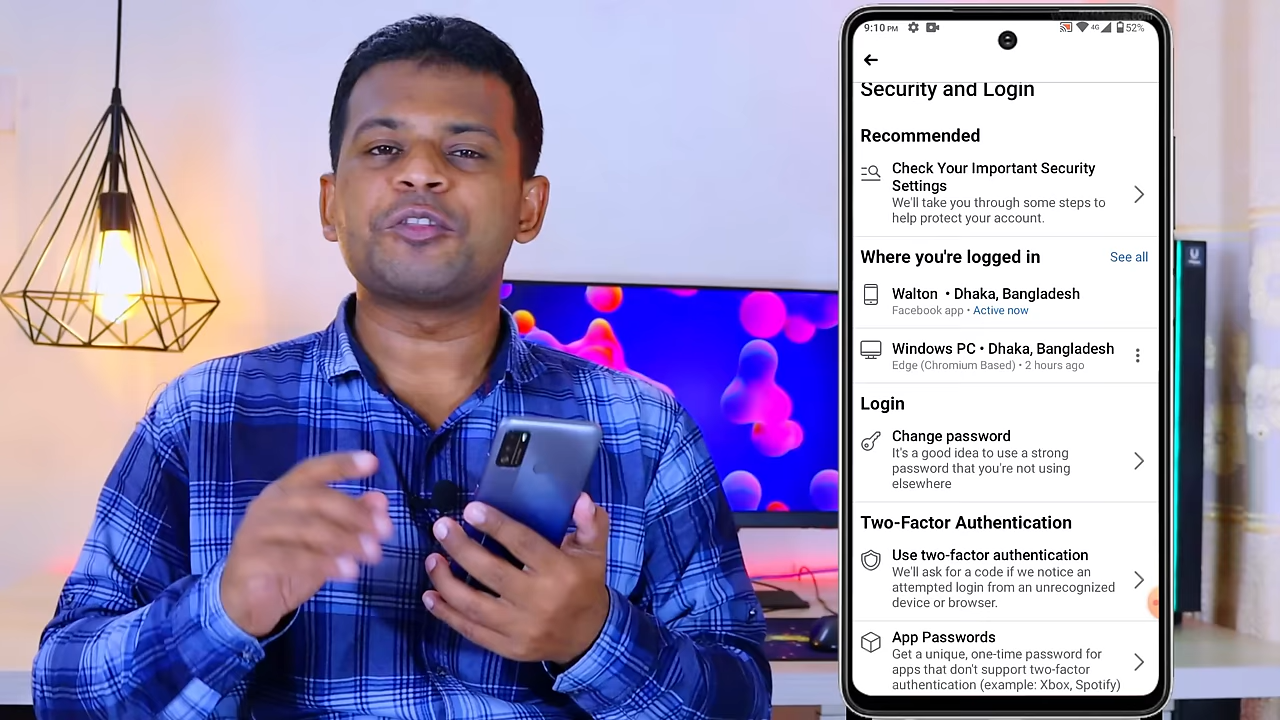 9:10 PM
4G
52%
Security and Login
Recommended
Check Your Important Security
Settings
We'll take you through some steps to
help protect your account.
Where you're logged in
See all
Walton • Dhaka, Bangladesh
Facebook app • Active now
Windows PC • Dhaka, Bangladesh
Edge (Chromium Based) • 2 hours ago
Login
Change password
It's a good idea to use a strong
password that you're not using
elsewhere
Two-Factor Authentication
Use two-factor authentication
We'll ask for a code if we notice an
attempted login from an unrecognized
device or browser.
App Passwords
Get a unique, one-time password for
apps that don't support two-factor
authentication (example: Xbox, Spotify)